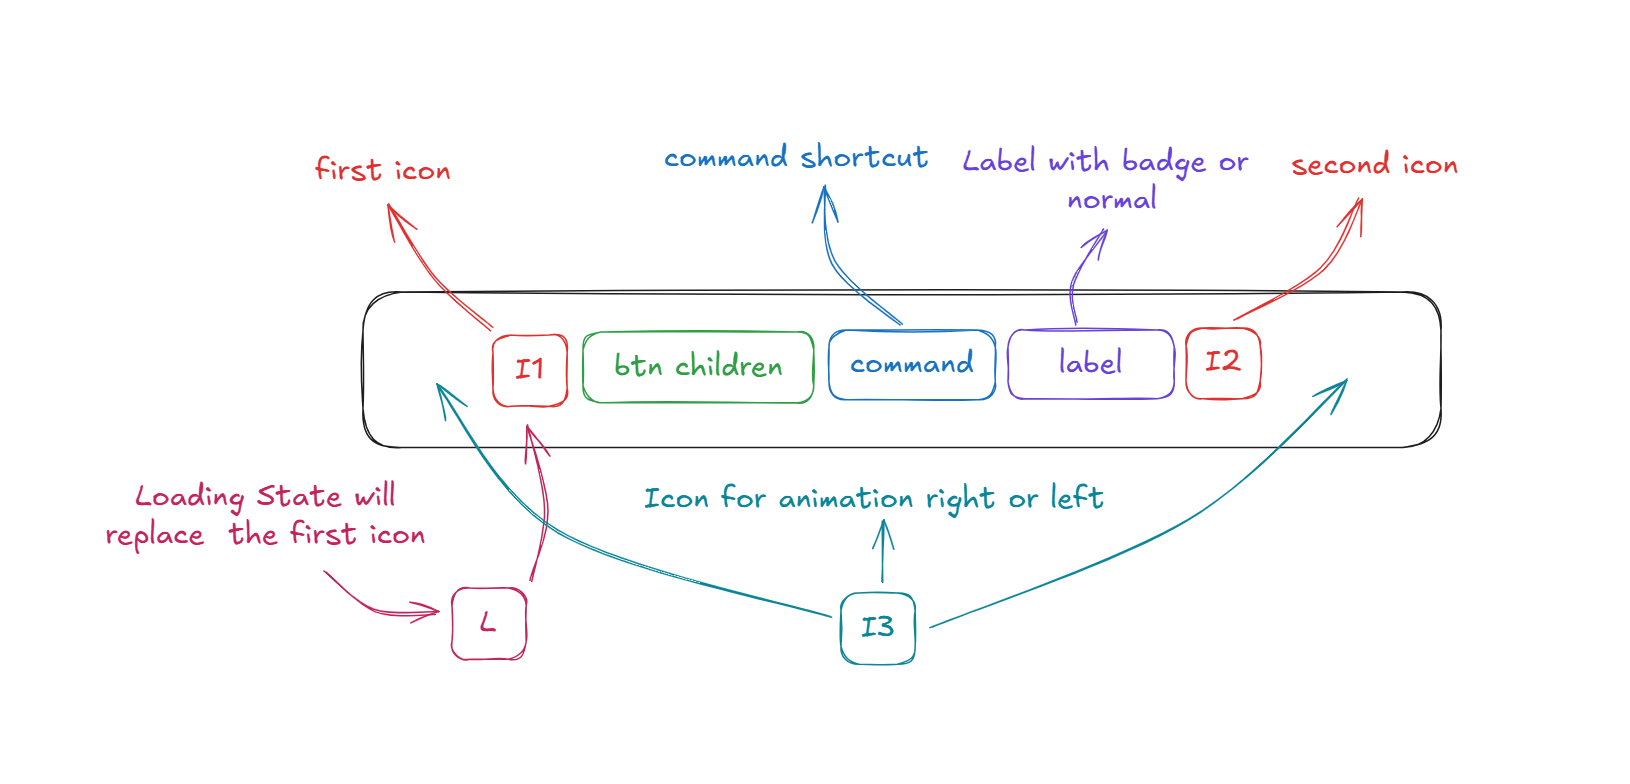 first icon
command shortcut
Label with badge or
normal
second icon
I1
btn children
command
label
I2
Loading State will
replace the first icon
Icon for animation right or left
L
I3